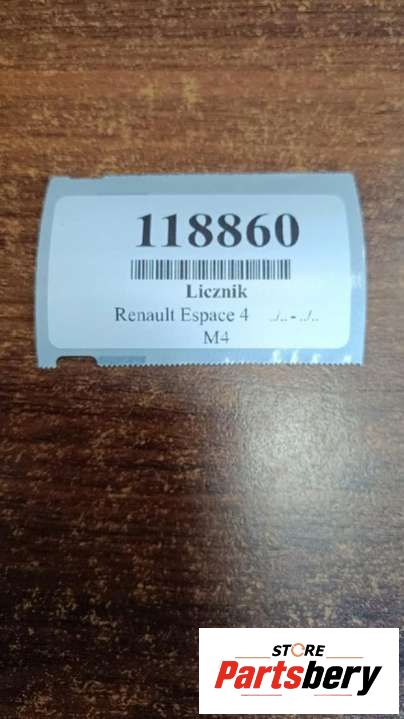 118860
Licznik
Renault Espace 4 ../.. - ../..
M4
STORE
Partsbery